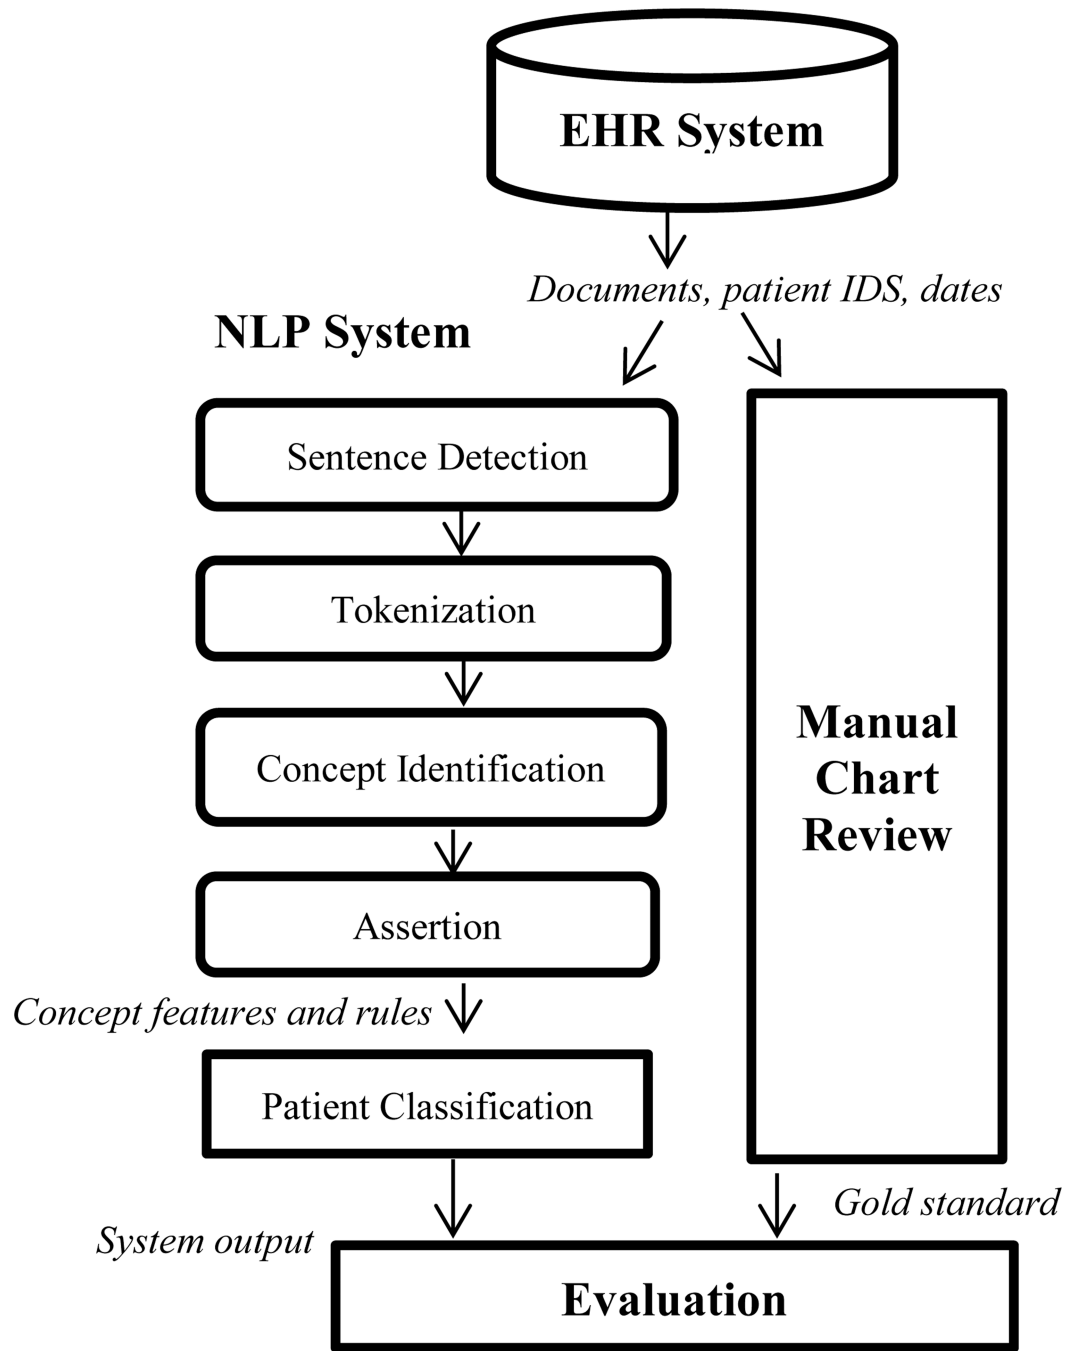 EHR System
Documents, patient IDS, dates
NLP System
Sentence Detection
Tokenization
Concept Identification
Assertion
Concept features and rules
Patient Classification
System output
Manual
Chart
Review
Gold standard
Evaluation